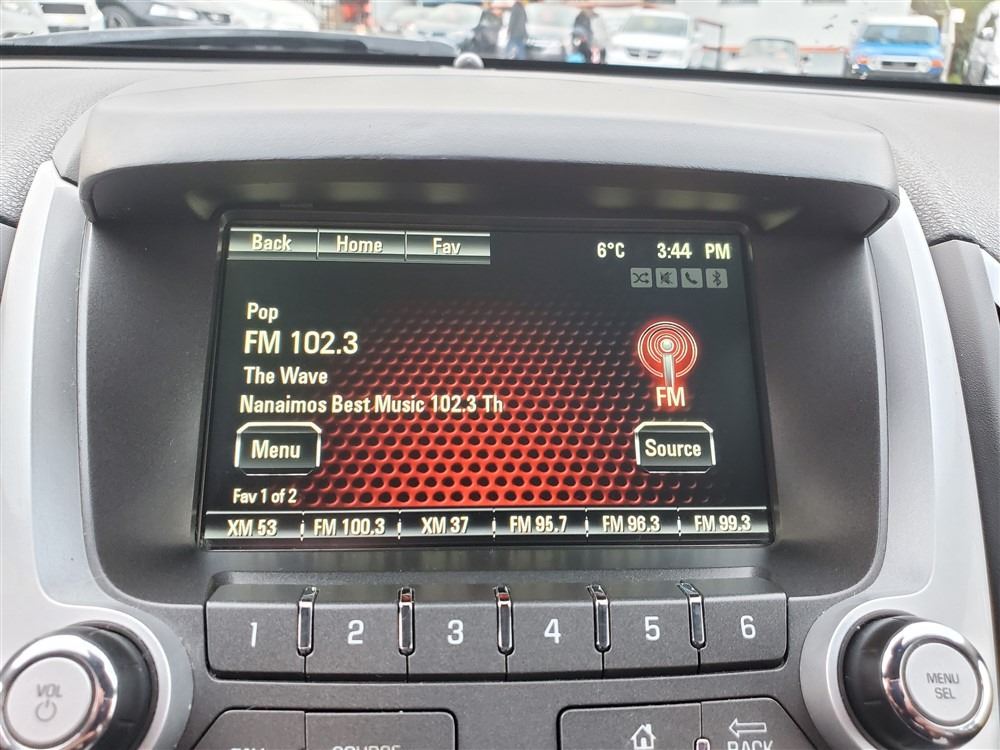 Back Home Fav 6°C 3:44 PM
Pop
FM 102.3
The Wave
Nanaimos Best Music 102.3 Th
FM
Menu Source
Fav 1 of 2
XM 53 FM 100.3 XM 37 FM 95.7 FM 96.3 FM 99.3
1 2 3 4 5 6
VOL
MENU
SEL
SOURCE
BACK